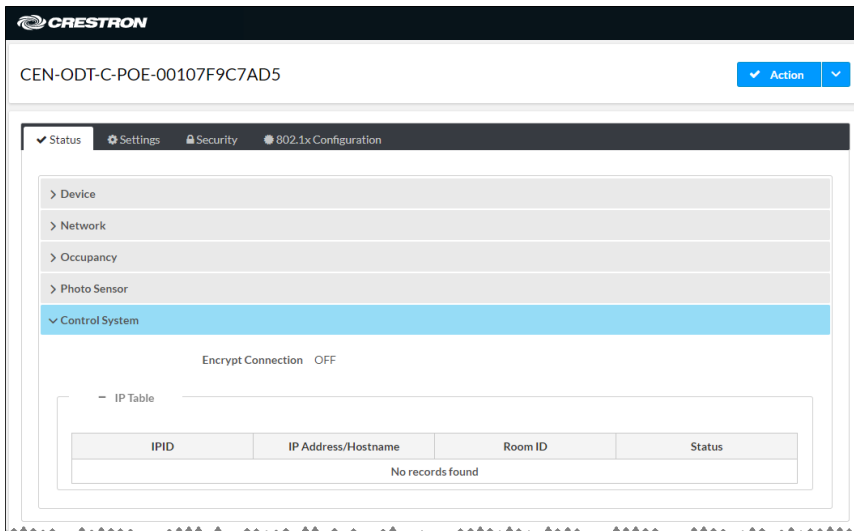 CRESTRON
CEN-ODT-C-POE-00107F9C7AD5
Action
Status Settings Security 802.1x Configuration
Device
Network
Occupancy
Photo Sensor
Control System
Encrypt Connection OFF
IP Table
IPID IP Address/Hostname Room ID Status
No records found